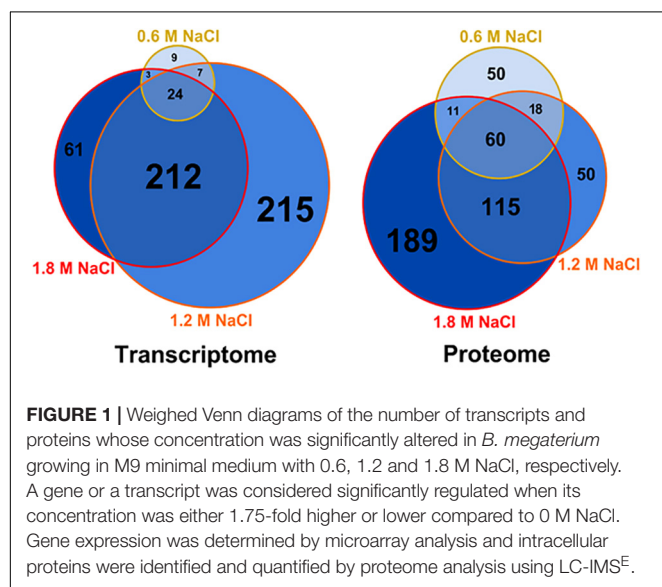 0.6 M NaCl
9
3
7
24
61
212
215
1.8 M NaCl
1.2 M NaCl
Transcriptome
0.6 M NaCl
50
11
18
60
50
115
189
1.2 M NaCl
1.8 M NaCl
Proteome
FIGURE 1 | Weighed Venn diagrams of the number of transcripts and
proteins whose concentration was significantly altered in B. megaterium
growing in M9 minimal medium with 0.6, 1.2 and 1.8 M NaCl, respectively.
A gene or a transcript was considered significantly regulated when its
concentration was either 1.75-fold higher or lower compared to 0 M NaCl.
Gene expression was determined by microarray analysis and intracellular
proteins were identified and quantified by proteome analysis using LC-IMSᴱ.